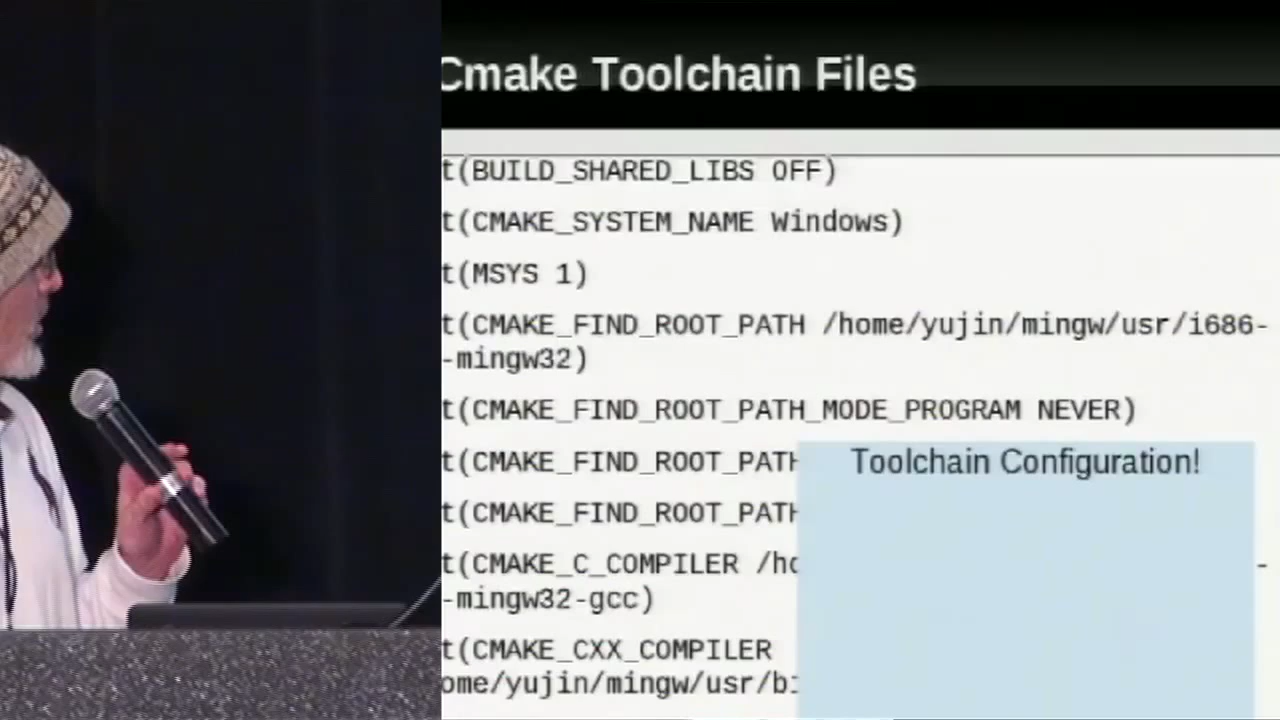 Cmake Toolchain Files
t(BUILD_SHARED_LIBS OFF)
t(CMAKE_SYSTEM_NAME Windows)
t(MSYS 1)
t(CMAKE_FIND_ROOT_PATH /home/yujin/mingw/usr/i686-
-mingw32)
t(CMAKE_FIND_ROOT_PATH_MODE_PROGRAM NEVER)
t(CMAKE_FIND_ROOT_PATH
Toolchain Configuration!
t(CMAKE_FIND_ROOT_PATH
t(CMAKE_C_COMPILER /ho -
-mingw32-gcc)
t(CMAKE_CXX_COMPILER
ome/yujin/mingw/usr/bi